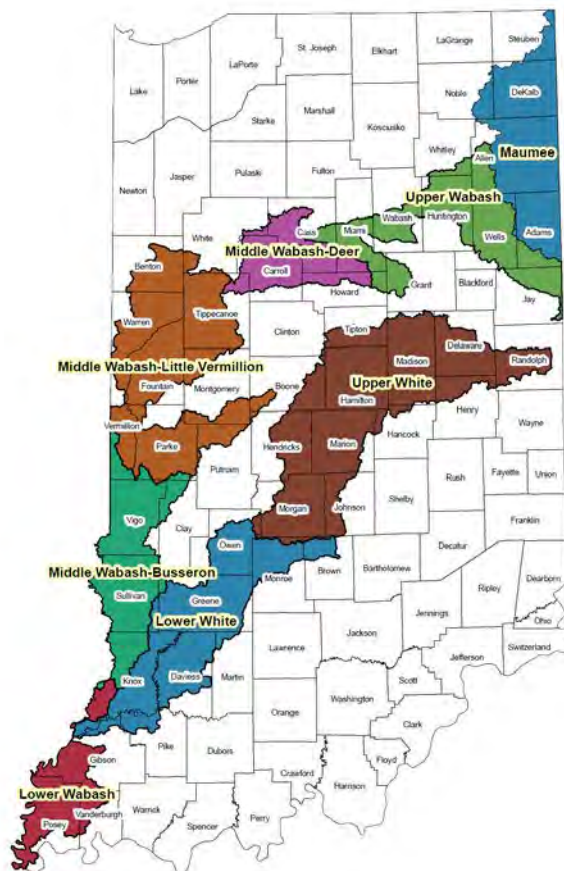 Steuben
LaGrange
Elkhart
St. Joseph
LaPorte
Porter
Lake
DeKalb
Noble
Marshall
Starke
Kosciusko
Whitley
Allen
Maumee
Fulton
Pulaski
Jasper
Newton
Upper Wabash
Wabash
Huntington
Miami
Cass
White
Wells
Adams
Middle Wabash-Deer
Benton
Carroll
Grant
Blackford
Jay
Howard
Tippecanoe
Warren
Clinton
Tipton
Delaware
Madison
Randolph
Middle Wabash-Little Vermillion
Upper White
Fountain
Montgomery
Boone
Hamilton
Henry
Wayne
Vermillion
Parke
Hendricks
Marion
Hancock
Putnam
Rush
Fayette
Union
Vigo
Clay
Morgan
Johnson
Shelby
Franklin
Owen
Decatur
Middle Wabash-Busseron
Monroe
Brown
Bartholomew
Dearborn
Ripley
Sullivan
Greene
Lower White
Jennings
Ohio
Jackson
Switzerland
Lawrence
Jefferson
Knox
Daviess
Martin
Scott
Washington
Orange
Clark
Gibson
Pike
Dubois
Floyd
Crawford
Harrison
Lower Wabash
Warrick
Perry
Vanderburgh
Posey
Spencer